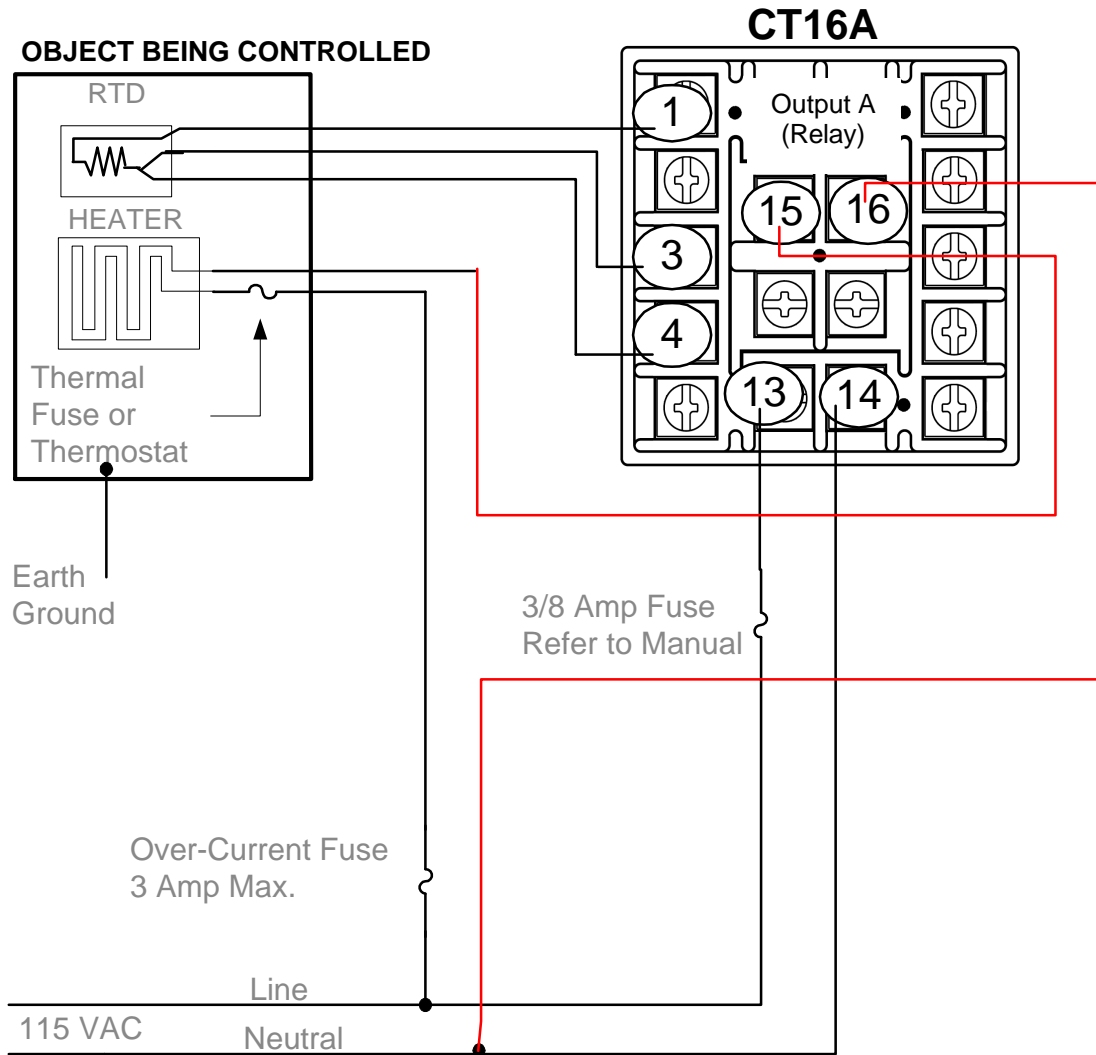 CT16A
OBJECT BEING CONTROLLED
RTD
Output A
(Relay)
1
15
16
HEATER
3
4
Thermal
Fuse or
Thermostat
13
14
Earth
Ground
3/8 Amp Fuse
Refer to Manual
Over-Current Fuse
3 Amp Max.
Line
115 VAC
Neutral